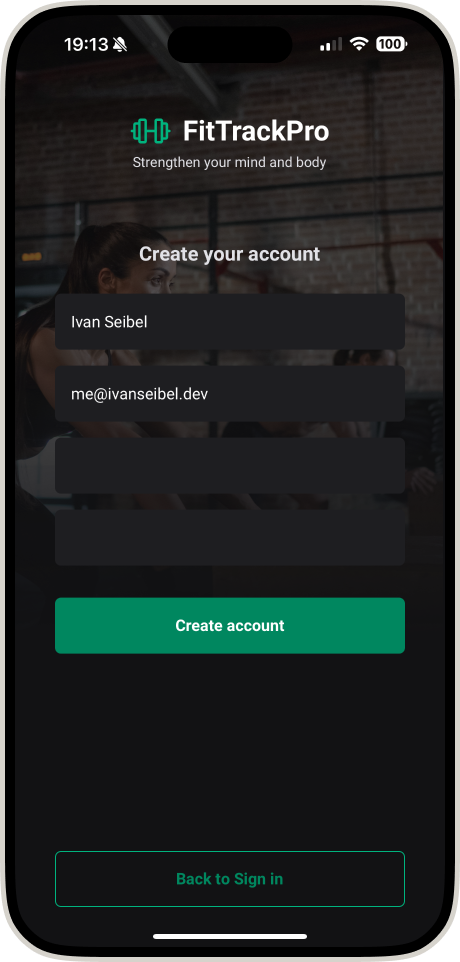 19:13
100
FitTrackPro
Strengthen your mind and body
Create your account
Ivan Seibel
me@ivanseibel.dev
Create account
Back to Sign in